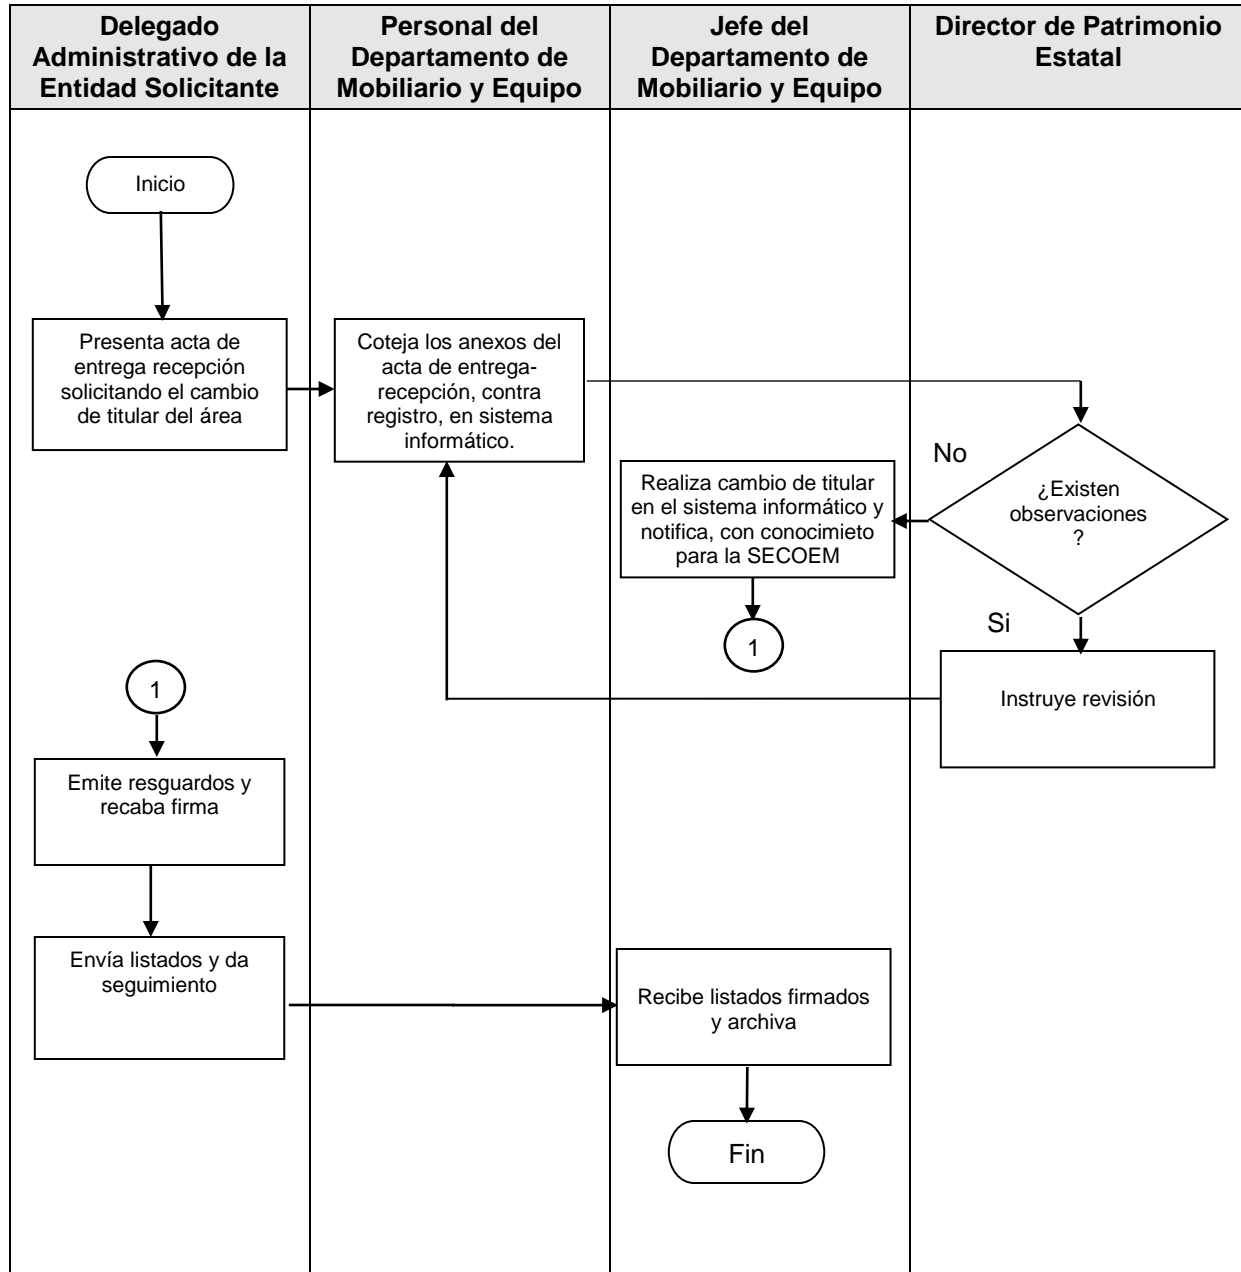 Delegado
Administrativo de la
Entidad Solicitante
Personal del
Departamento de
Mobiliario y Equipo
Jefe del
Departamento de
Mobiliario y Equipo
Director de Patrimonio
Estatal
Inicio
Presenta acta de
entrega recepción
solicitando el cambio
de titular del área
Coteja los anexos del
acta de entrega-
recepción, contra
registro, en sistema
informático.
No
¿Existen
observaciones
?
Realiza cambio de titular
en el sistema informático y
notifica, con conocimieto
para la SECOEM
Si
1
Instruye revisión
1
Emite resguardos y
recaba firma
Envía listados y da
seguimiento
Recibe listados firmados
y archiva
Fin